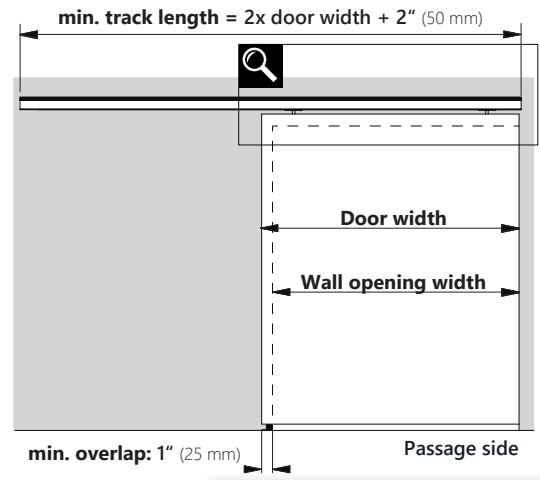 min. track length = 2x door width + 2“ (50 mm)
Door width
Wall opening width
min. overlap: 1“ (25 mm)
Passage side